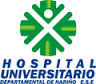 HOSPITAL
UNIVERSITARIO
DEPARTAMENTAL DE NARIÑO E.S.E